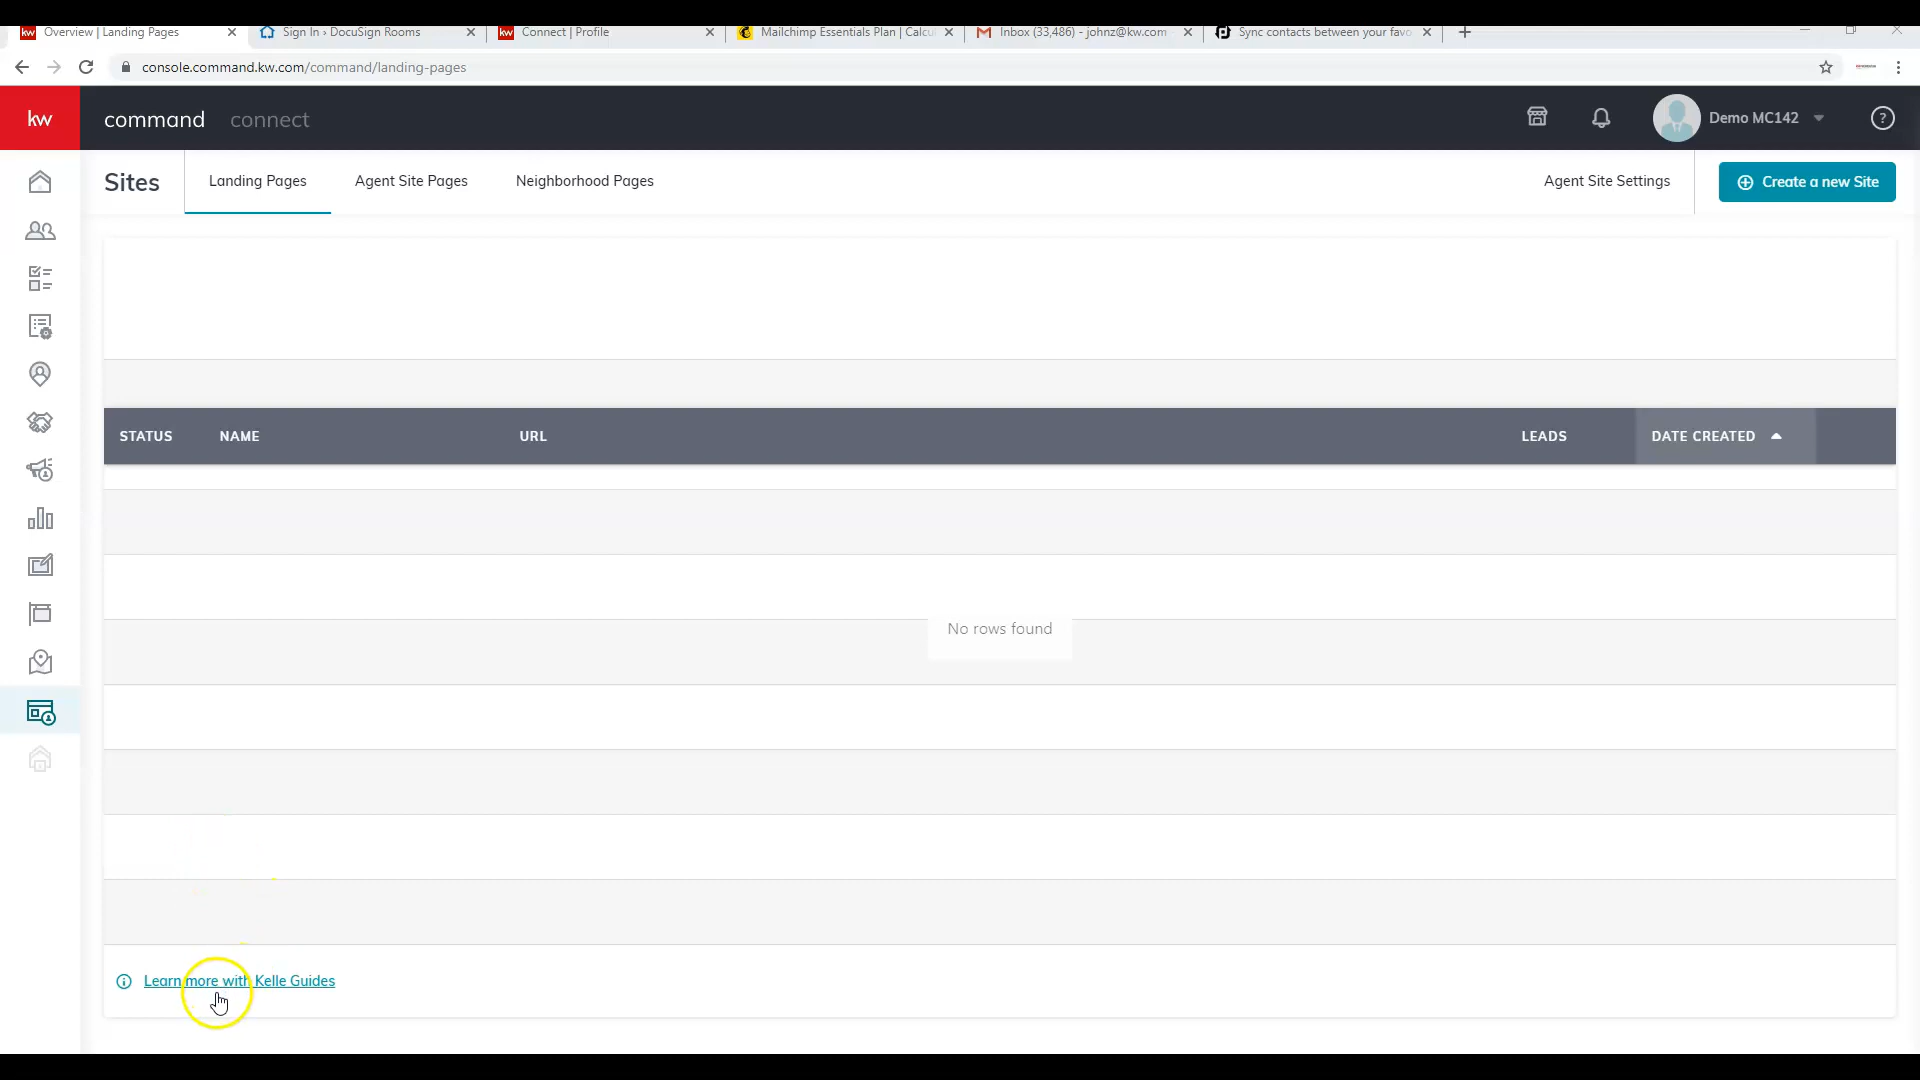 Overview | Landing Pages
Sign In › DocuSign Rooms
Connect | Profile
Mailchimp Essentials Plan | Calcu
Inbox (33,486) - johnz@kw.com
Sync contacts between your favo
console.command.kw.com/command/landing-pages
kw
command
connect
Demo MC142
?
Sites
Landing Pages
Agent Site Pages
Neighborhood Pages
Agent Site Settings
Create a new Site
STATUS
NAME
URL
LEADS
DATE CREATED
No rows found
Learn more with Kelle Guides